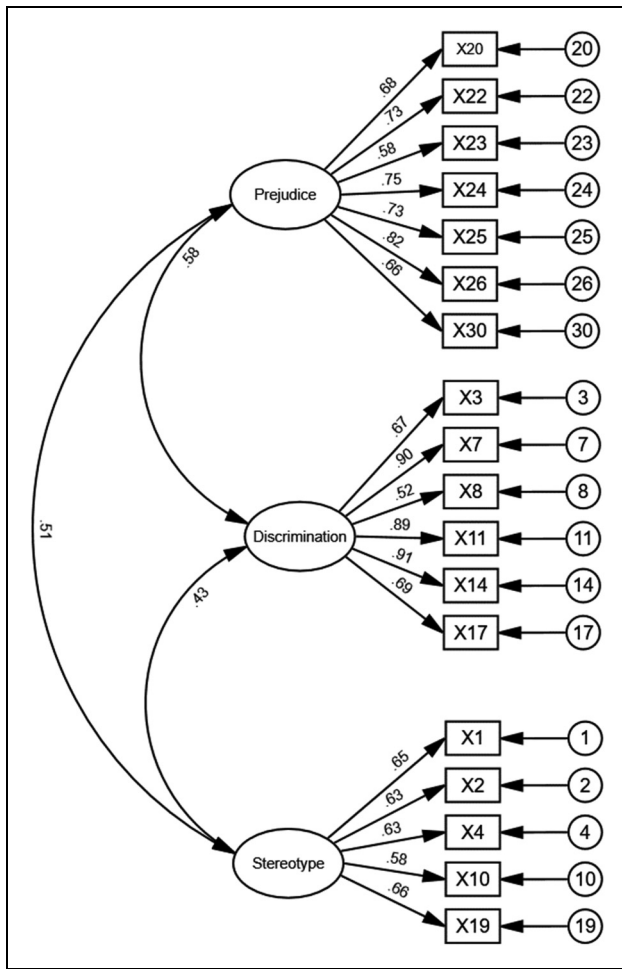 X20 20
.68
X22 22
.73
X23 23
.58
Prejudice
.75
X24 24
.73
X25 25
.82
X26 26
.66
X30 30
.58
X3 3
.67
X7 7
.90
X8 8
.52
Discrimination
.89
X11 11
.91
X14 14
.69
X17 17
.51
.43
X1 1
.65
X2 2
.63
X4 4
.63
Stereotype
.58
X10 10
.66
X19 19